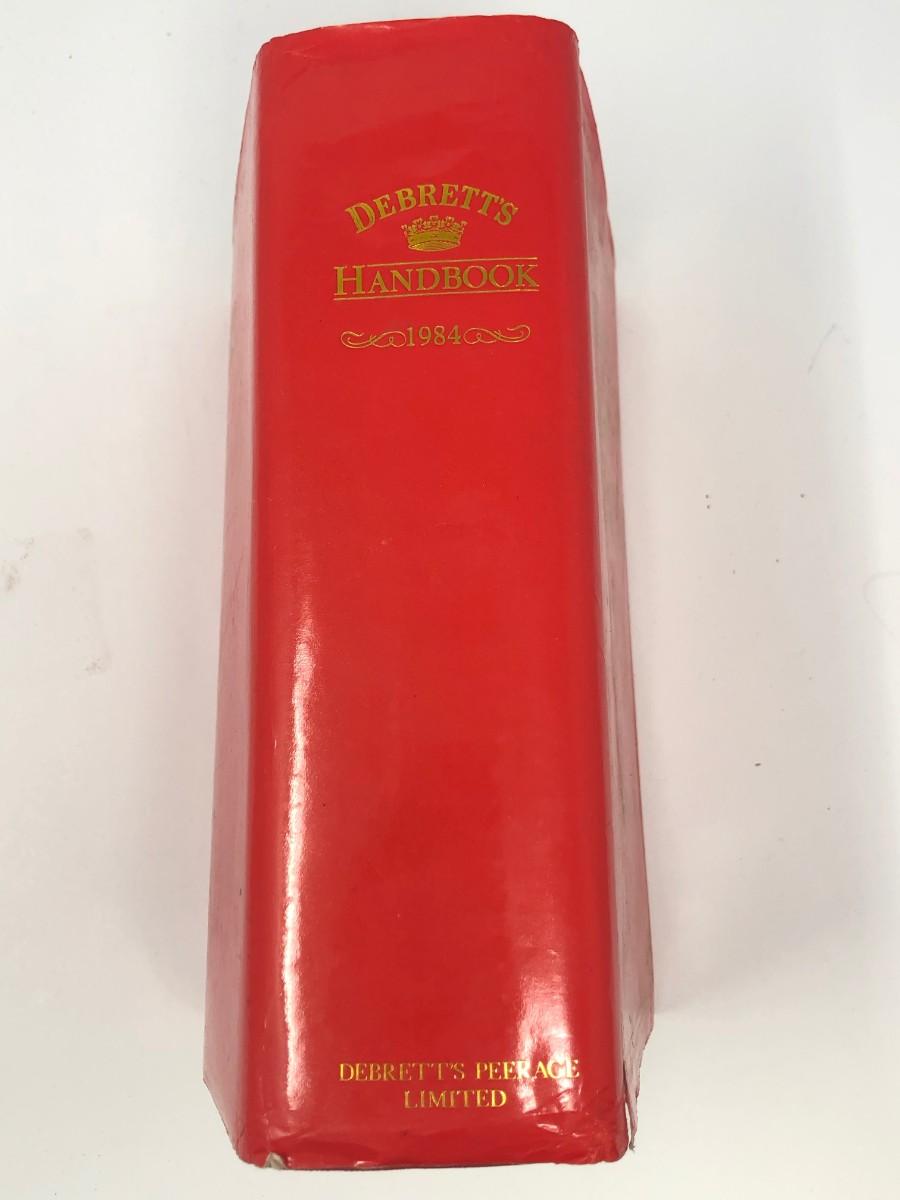 DEBRETT'S
HANDBOOK
1984
DEBRETT'S PEERAGE
LIMITED